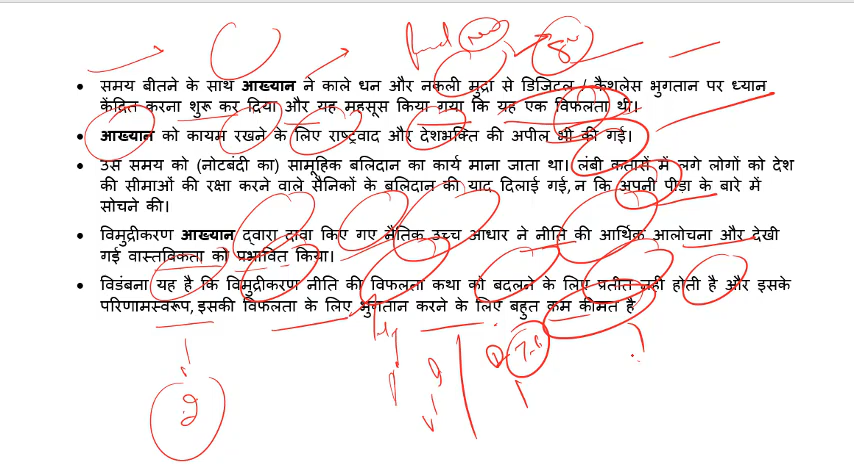 • समय बीतने के साथ आख्यान ने काले धन और नकली मुद्रा से डिजिटल / कैशलेस भुगतान पर ध्यान
केंद्रित करना शुरू कर दिया और यह महसूस किया गया कि यह एक विफलता थी।
• आख्यान को कायम रखने के लिए राष्ट्रवाद और देशभक्ति की अपील भी की गई।
• उस समय को (नोटबंदी का) सामूहिक बलिदान का कार्य माना जाता था। लंबी कतारों में लगे लोगों को देश
की सीमाओं की रक्षा करने वाले सैनिकों के बलिदान की याद दिलाई गई, न कि अपनी पीड़ा के बारे में
सोचने की।
• विमुद्रीकरण आख्यान द्वारा दावा किए गए नैतिक उच्च आधार ने नीति की आर्थिक आलोचना और देखी
गई वास्तविकता को प्रभावित किया।
• विडंबना यह है कि विमुद्रीकरण नीति की विफलता कथा को बदलने के लिए प्रतीत नहीं होती है और इसके
परिणामस्वरूप, इसकी विफलता के लिए भुगतान करने के लिए बहुत कम कीमत है